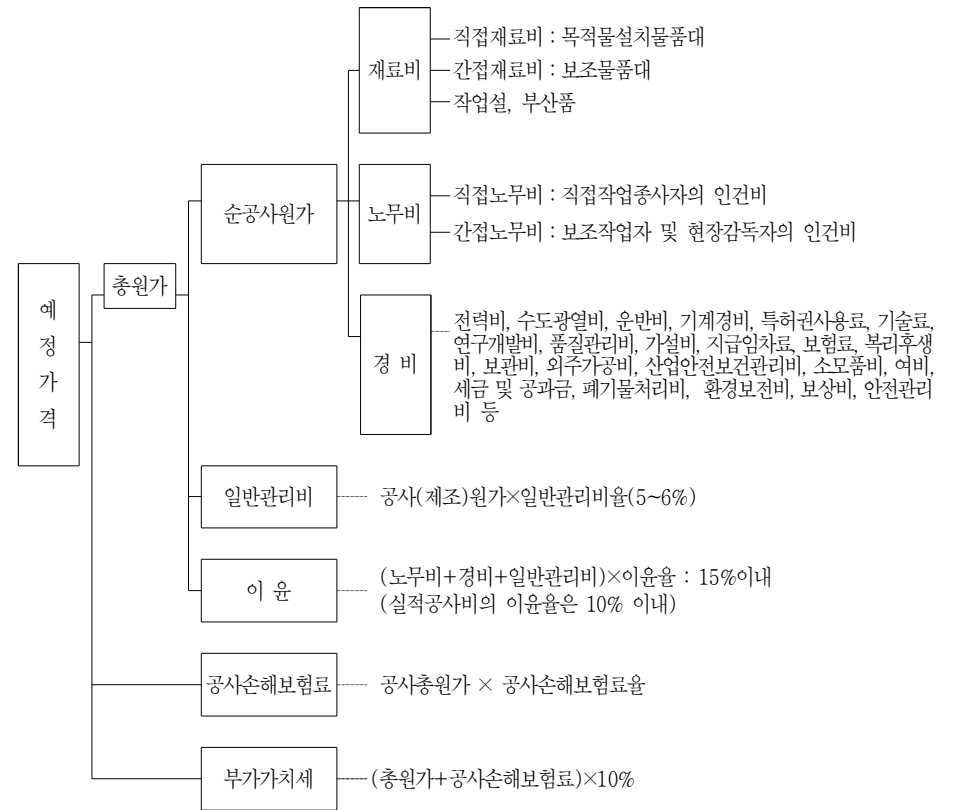 직접재료비 : 목적물설치물품대
재료비
간접재료비 : 보조물품대
작업설, 부산품
순공사원가
노무비
직접노무비 : 직접작업종사자의 인건비
간접노무비 : 보조작업자 및 현장감독자의 인건비
예
정
가
격
총원가
경 비
전력비, 수도광열비, 운반비, 기계경비, 특허권사용료, 기술료,
연구개발비, 품질관리비, 가설비, 지급임차료, 보험료, 복리후생
비, 보관비, 외주가공비, 산업안전보건관리비, 소모품비, 여비,
세금 및 공과금, 폐기물처리비, 환경보전비, 보상비, 안전관리
비 등
일반관리비
공사(제조)원가×일반관리비율(5~6%)
이 윤
(노무비+경비+일반관리비)×이윤율 : 15%이내
(실적공사비의 이윤율은 10% 이내)
공사손해보험료
공사총원가 × 공사손해보험료율
부가가치세
(총원가+공사손해보험료)×10%